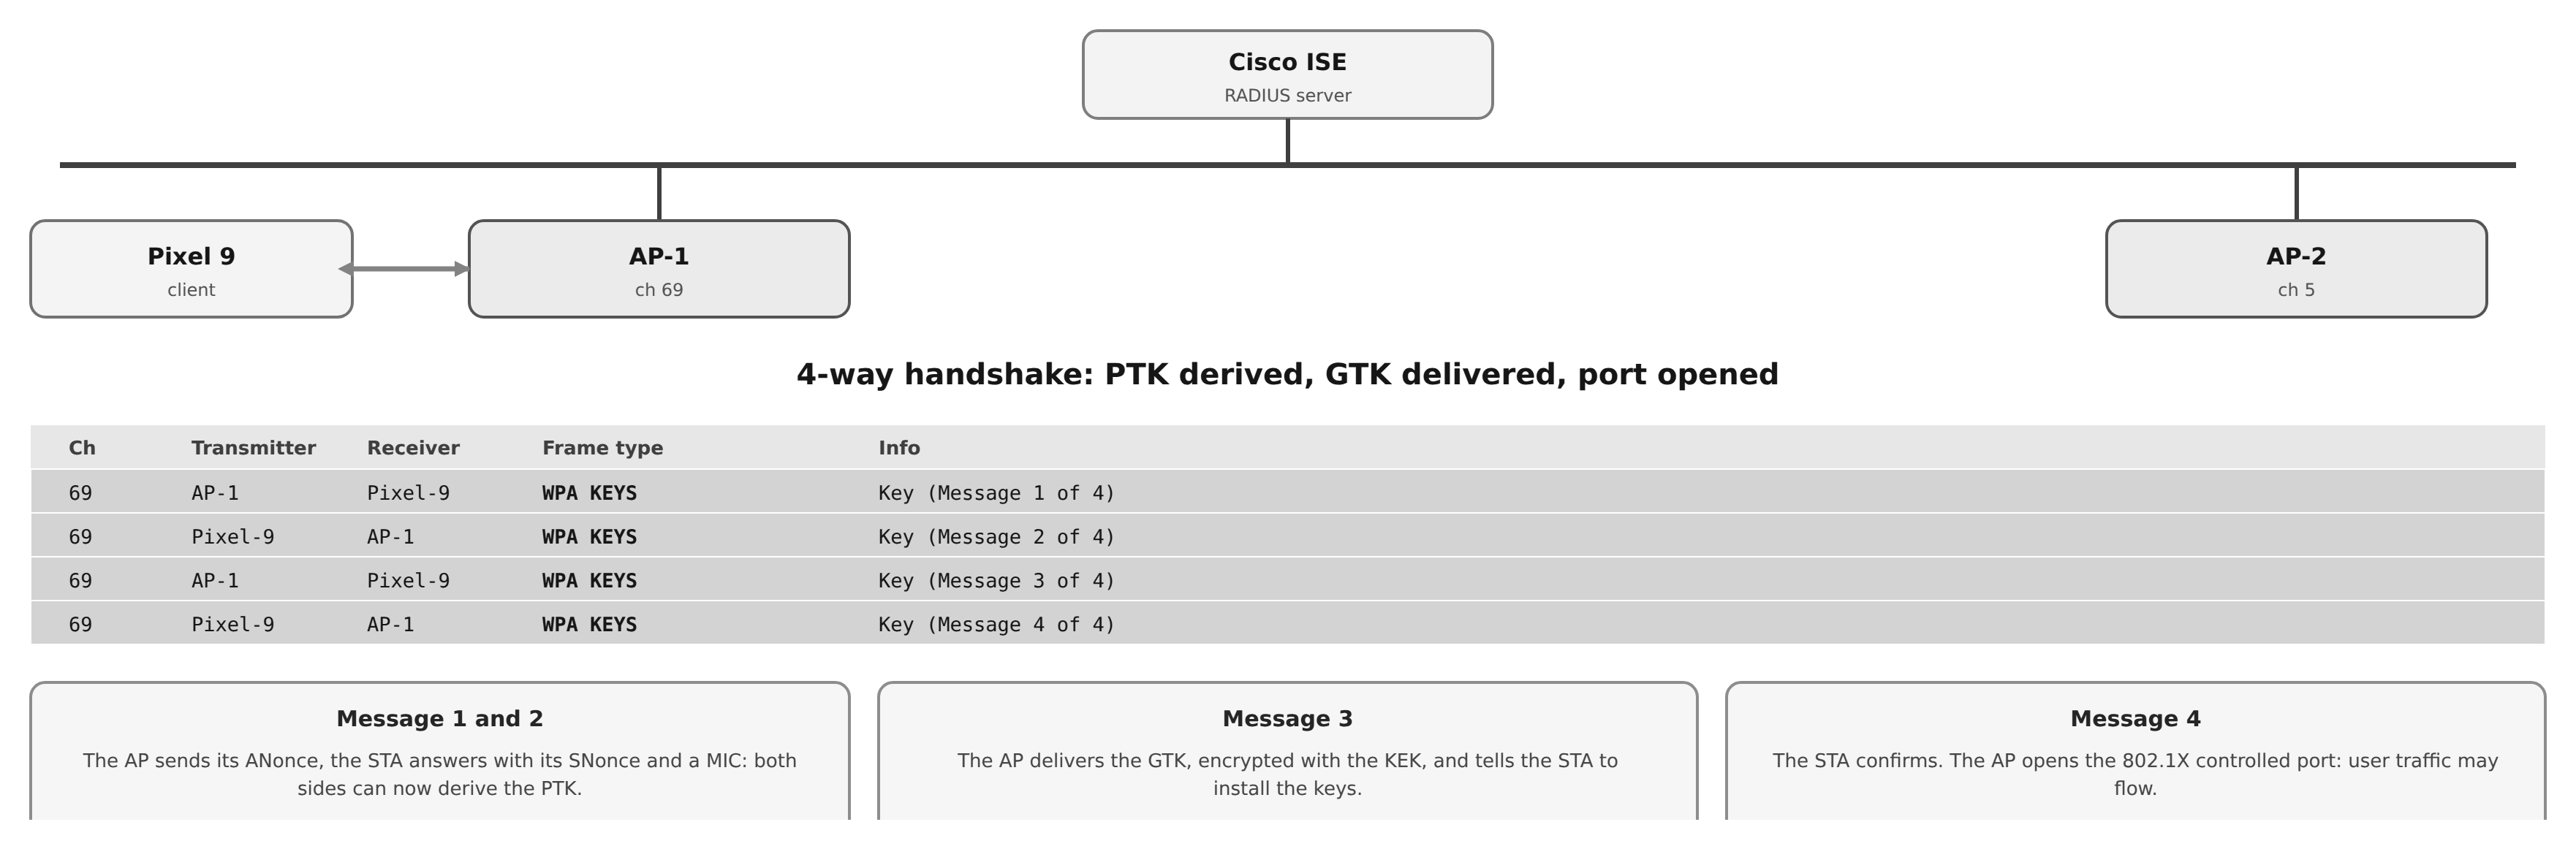 Cisco ISE
RADIUS server
Pixel 9
client
AP-1
ch 69
AP-2
ch 5
4-way handshake: PTK derived, GTK delivered, port opened
Ch Transmitter Receiver Frame type Info
69 AP-1 Pixel-9 WPA KEYS Key (Message 1 of 4)
69 Pixel-9 AP-1 WPA KEYS Key (Message 2 of 4)
69 AP-1 Pixel-9 WPA KEYS Key (Message 3 of 4)
69 Pixel-9 AP-1 WPA KEYS Key (Message 4 of 4)
Message 1 and 2
The AP sends its ANonce, the STA answers with its SNonce and a MIC: both
sides can now derive the PTK.
Message 3
The AP delivers the GTK, encrypted with the KEK, and tells the STA to
install the keys.
Message 4
The STA confirms. The AP opens the 802.1X controlled port: user traffic may
flow.